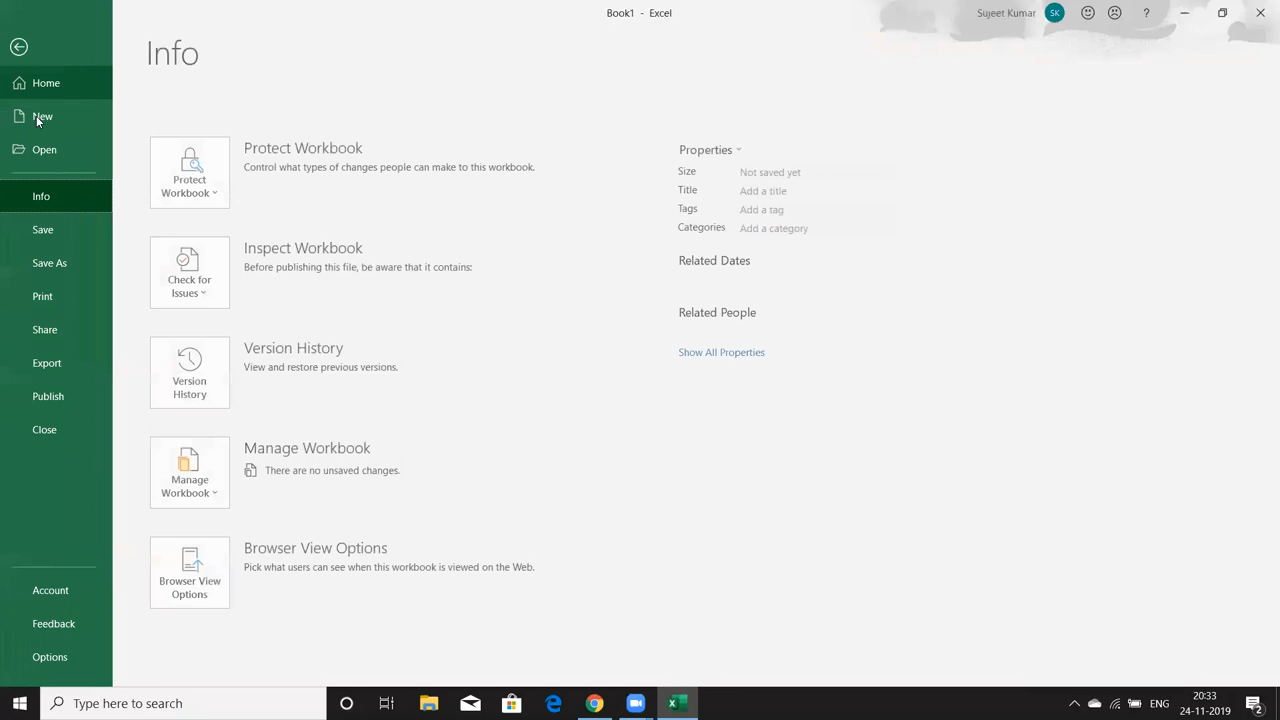 Book1 - Excel
Sujeet Kumar
SK
?
Info
Home
New
Open
Info
Save
Save As
Print
Share
Export
Publish
Close
Account
Feedback
Options
Protect Workbook
Protect Workbook
Control what types of changes people can make to this workbook.
Check for Issues
Inspect Workbook
Before publishing this file, be aware that it contains:
Version History
Version History
View and restore previous versions.
Manage Workbook
Manage Workbook
There are no unsaved changes.
Browser View Options
Browser View Options
Pick what users can see when this workbook is viewed on the Web.
Properties
Size Not saved yet
Title Add a title
Tags Add a tag
Categories Add a category
Related Dates
Related People
Show All Properties
Type here to search
ENG
20:33
24-11-2019
2